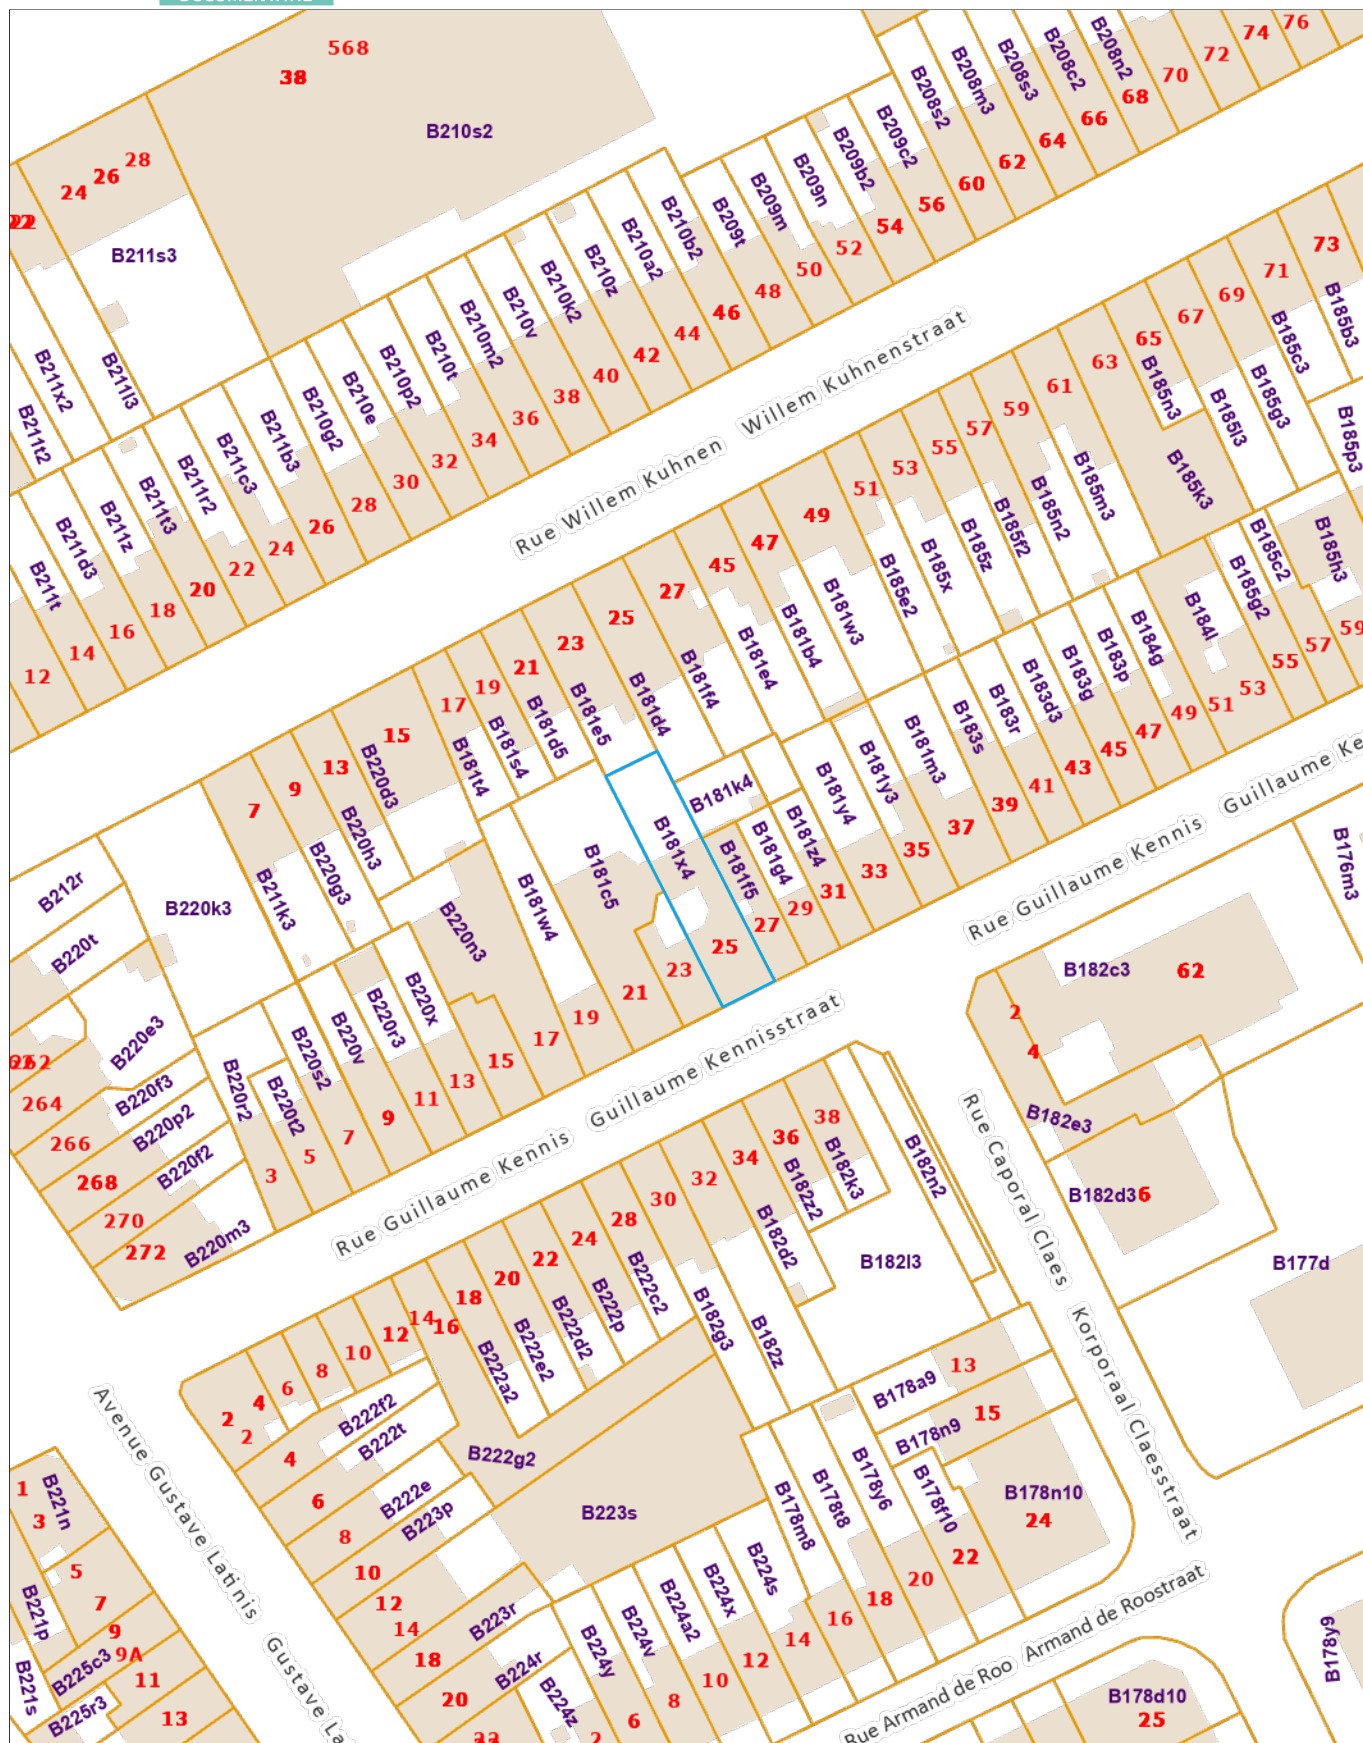 568
38
B210s2
24 26 28
B211s3
B208s2 B208m3 B208s3 B208c2 B208n2
60 62 64 66 68 70 72 74 76
B209t B209m B209n B209b2 B209c2
46 48 50 52 54 56
B210g2 B210e B210p2 B210t B210m2 B210v B210k2 B210z B210a2 B210b2
26 28 30 32 34 36 38 40 42 44
B211t2 B211x2 B211l3
B211t B211d3 B211z B211t3 B211r2 B211c3 B211b3
12 14 16 18 20 22 24
Rue Willem Kuhnen Willem Kuhnenstraat
7 9 13 15 17 19 21 23 25 27 45 47 49 51 53 55 57 59 61 63 65 67 69 71 73
B211k3 B220g3 B220h3 B220d3 B181t4 B181s4 B181d5 B181e5 B181d4 B181f4 B181e4 B181b4 B181w3 B185e2 B185x B185z B185f2 B185n2 B185m3 B185n3 B185k3 B185l3 B185g3 B185c3 B185b3
B185p3
B212r
B220t
B220k3
B220e3
B220f3
B220p2
B220f2
B220m3
262
264
266
268
270
272
B220r2 B220t2 B220s2 B220v B220r3 B220x B220n3 B181w4 B181c5 B181x4 B181k4 B181f5 B181g4 B181z4 B181y4 B181y3 B181m3 B183s B183r B183d3 B183g B183p B184g B184l B185g2 B185c2 B185h3
3 5 7 9 11 13 15 17 19 21 23 25 27 29 31 33 35 37 39 41 43 45 47 49 51 53 55 57 59
Rue Guillaume Kennis Guillaume Kennisstraat
Rue Guillaume Kennis Guillaume Ke
B176m3
B182c3 62
2
4
B182e3
B182d3 6
B177d
Rue Caporal Claes Korporaal Claesstraat
2 4 6 8 10 12 14 16 18 20 22 24 28 30 32 34 36 38
B222a2 B222e2 B222d2 B222p B222c2 B182g3 B182z B182d2 B182z2 B182k3 B182n2
B182l3
2
4
6
8
10
12
14
18
20
B222f2
B222t
B222e
B223p
B222g2
B223s
B223r
B224r
B224z B224y B224v B224a2 B224x B224s B178m8 B178t8 B178y6 B178f10
6 8 10 12 14 16 18 20 22
B178a9 13
B178n9 15
B178n10
24
Avenue Gustave Latinis Gustave La
1
3
5
7
9
9A
11
13
B221n
B221p
B221s
B225c3
B225r3
Rue Armand de Roo Armand de Roostraat
B178d10
25
B178y9